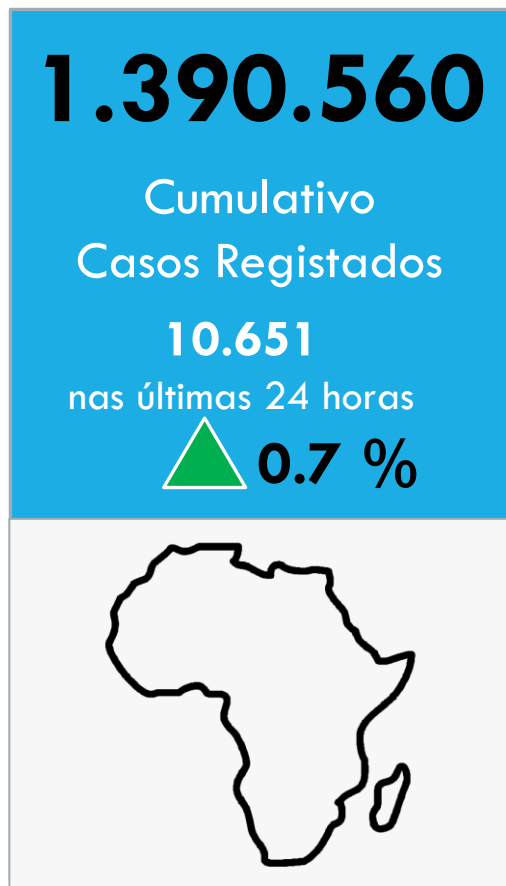 1.390.560
Cumulativo
Casos Registados
10.651
nas últimas 24 horas
0.7 %